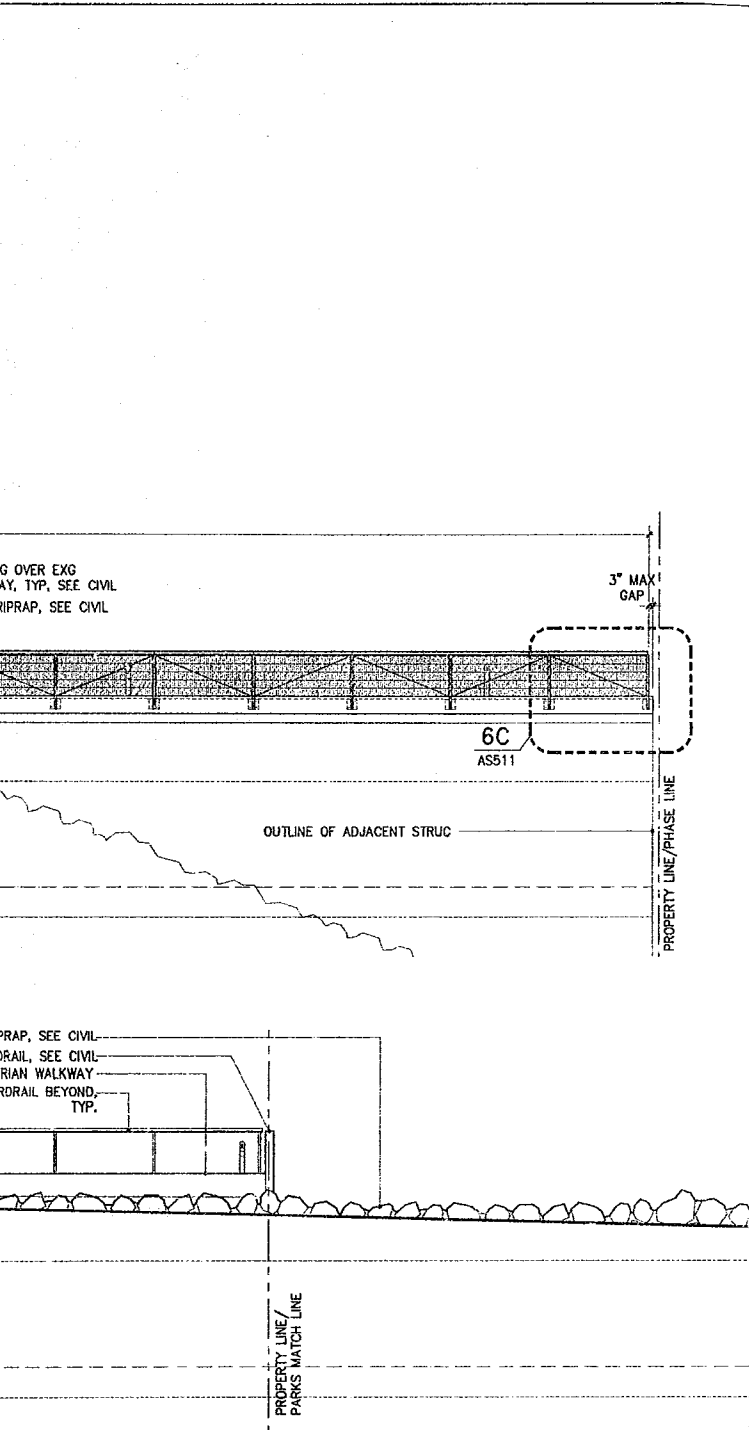 G OVER EXG
AY, TYP, SEE CIVIL
RIPRAP, SEE CIVIL
3" MAX
GAP
6C
AS511
OUTLINE OF ADJACENT STRUC
PROPERTY LINE/PHASE LINE
PRAP, SEE CIVIL
DRAIL, SEE CIVIL
RIAN WALKWAY
RDRAIL BEYOND,
TYP.
PROPERTY LINE/
PARKS MATCH LINE